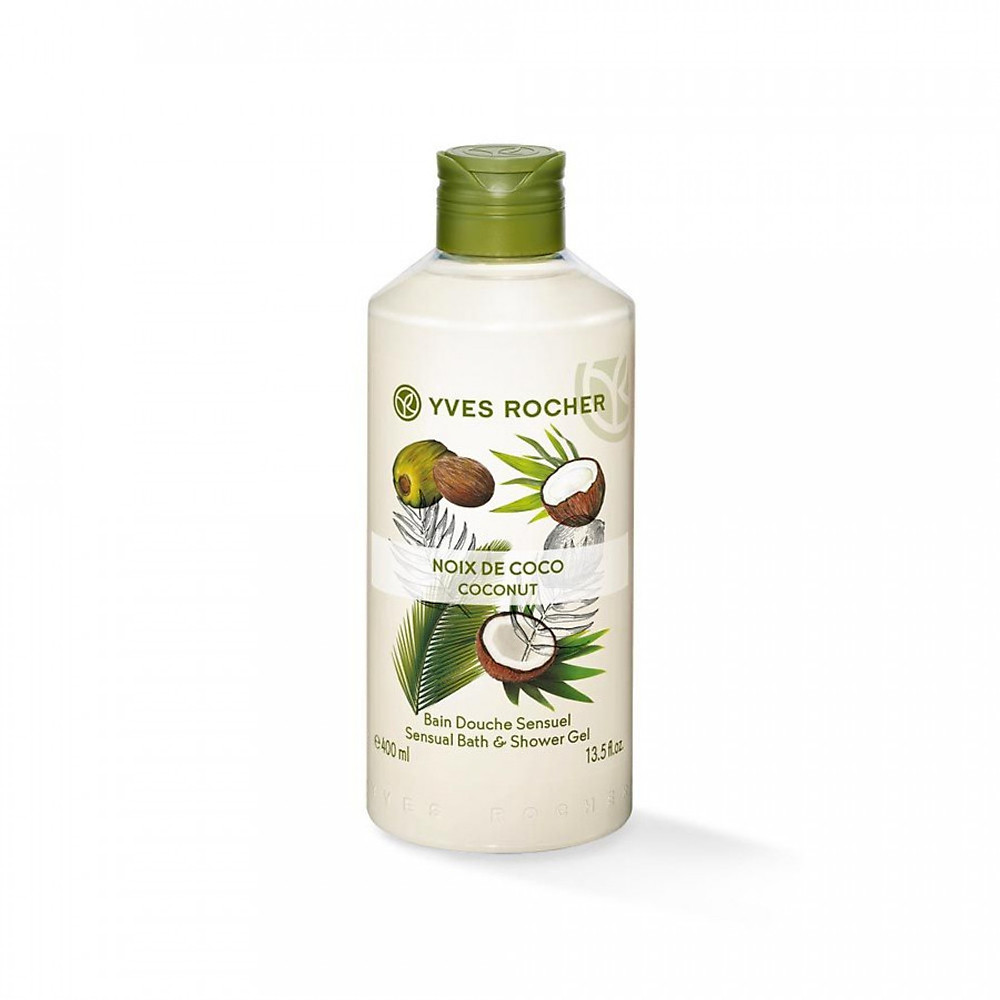 YVES ROCHER
NOIX DE COCO
COCONUT
Bain Douche Sensuel
Sensual Bath & Shower Gel
℮400 ml 13.5 fl.oz.
YVES ROCHER